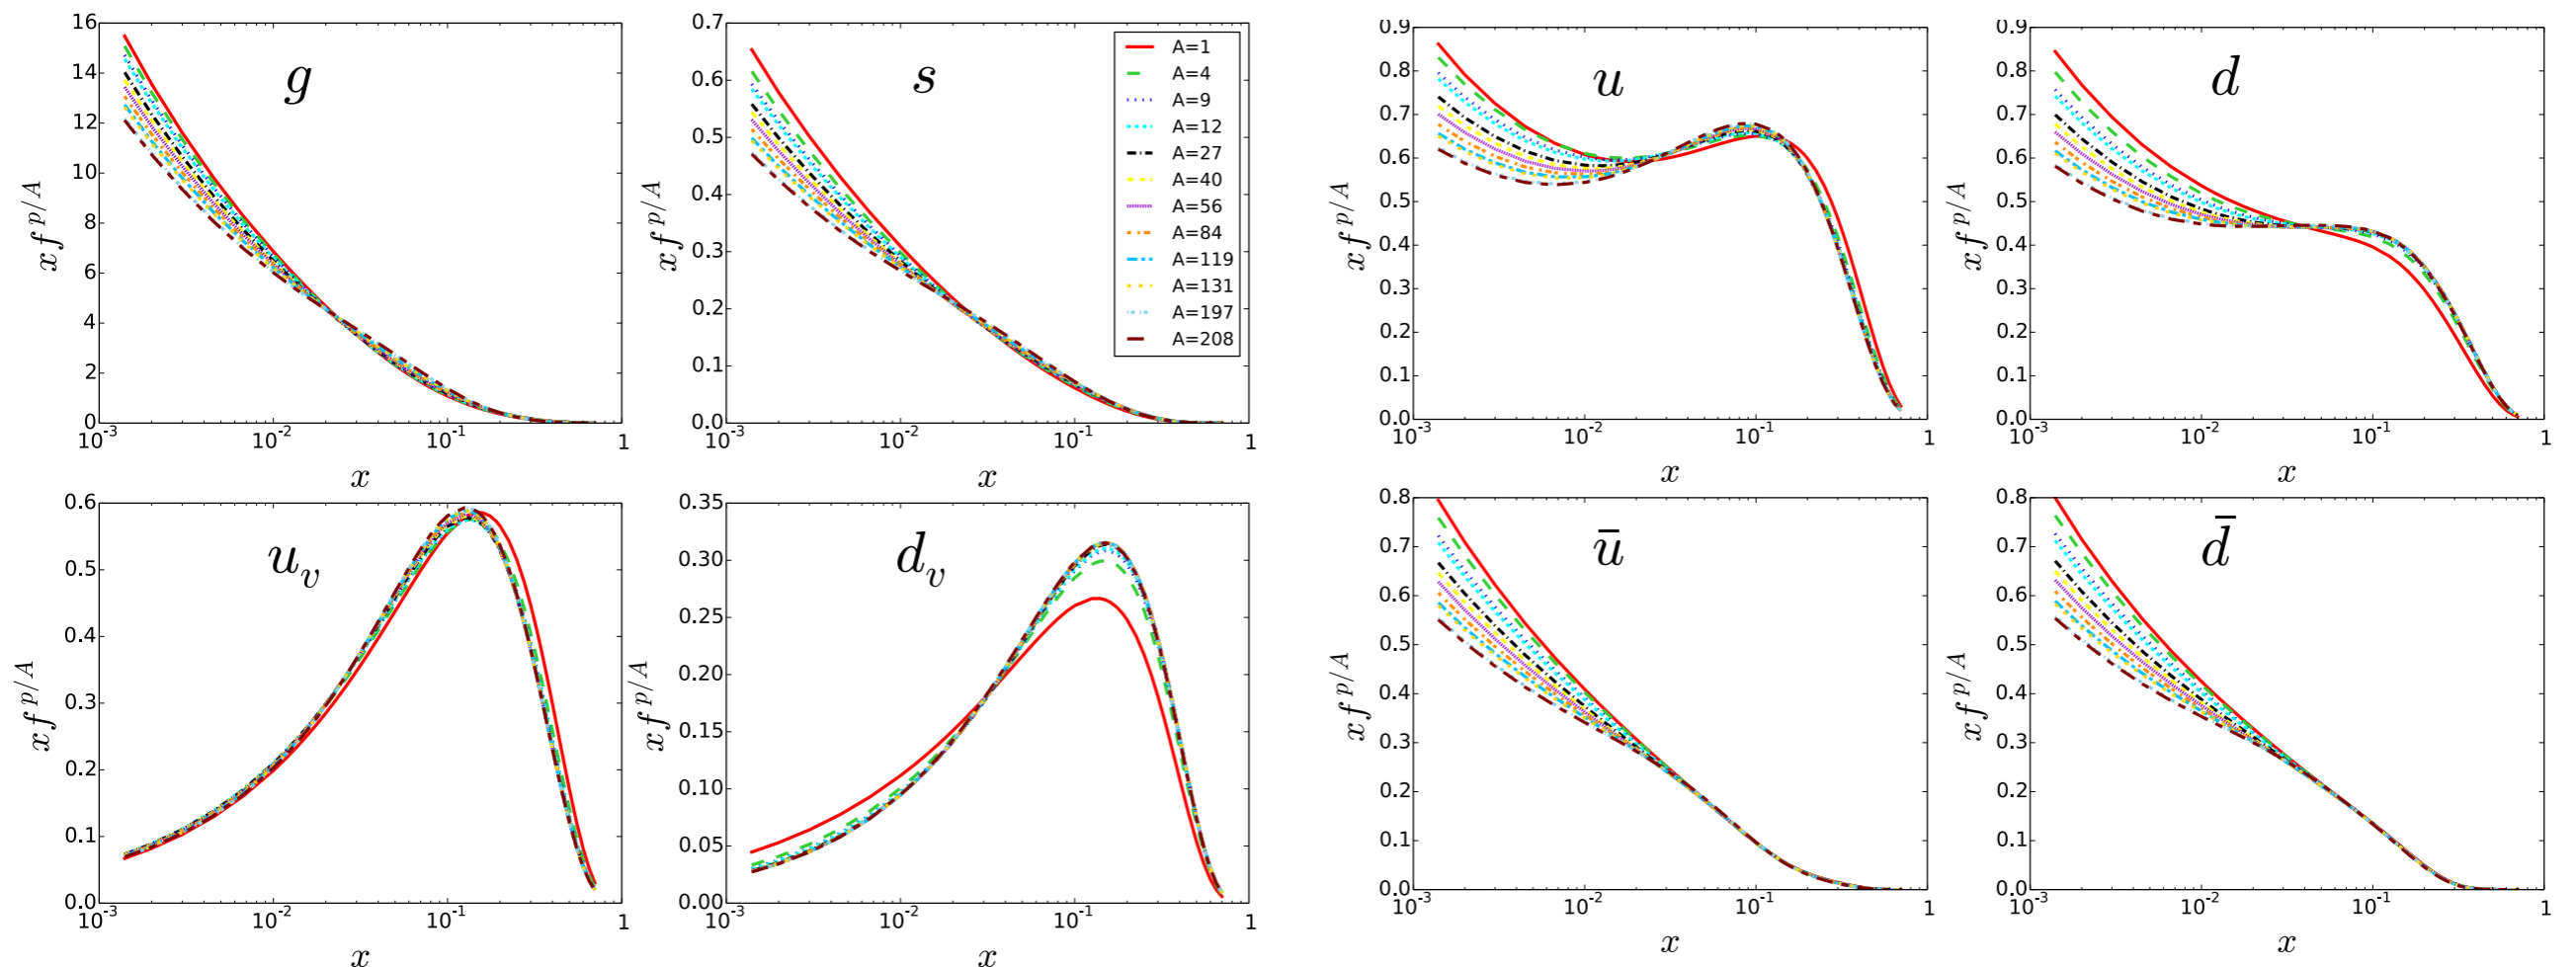 g
16
14
12
10
8
6
4
2
0
10^-3
10^-2
10^-1
1
x f^{p/A}
x
s
0.7
0.6
0.5
0.4
0.3
0.2
0.1
0.0
10^-3
10^-2
10^-1
1
x f^{p/A}
x
A=1
A=4
A=9
A=12
A=27
A=40
A=56
A=84
A=119
A=131
A=197
A=208
u
0.9
0.8
0.7
0.6
0.5
0.4
0.3
0.2
0.1
0.0
10^-3
10^-2
10^-1
1
x f^{p/A}
x
d
0.9
0.8
0.7
0.6
0.5
0.4
0.3
0.2
0.1
0.0
10^-3
10^-2
10^-1
1
x f^{p/A}
x
u_v
0.6
0.5
0.4
0.3
0.2
0.1
0.0
10^-3
10^-2
10^-1
1
x f^{p/A}
x
d_v
0.35
0.30
0.25
0.20
0.15
0.10
0.05
0.00
10^-3
10^-2
10^-1
1
x f^{p/A}
x
ū
0.8
0.7
0.6
0.5
0.4
0.3
0.2
0.1
0.0
10^-3
10^-2
10^-1
1
x f^{p/A}
x
d̄
0.8
0.7
0.6
0.5
0.4
0.3
0.2
0.1
0.0
10^-3
10^-2
10^-1
1
x f^{p/A}
x